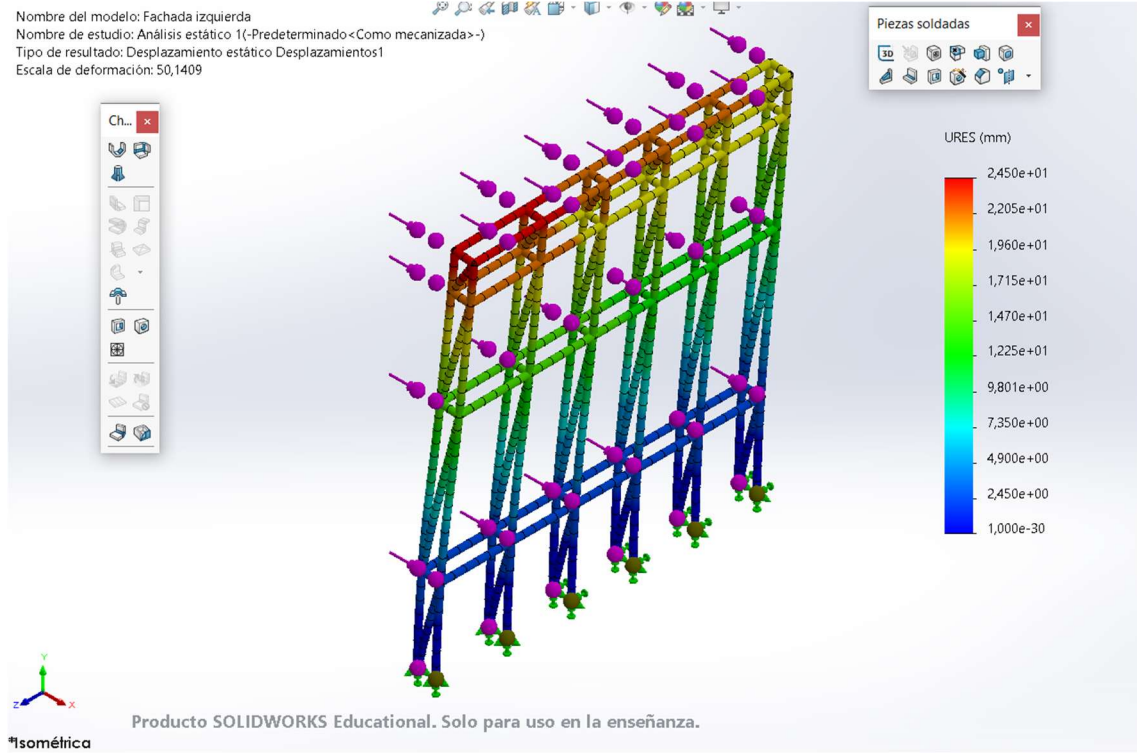 Nombre del modelo: Fachada izquierda
Nombre de estudio: Análisis estático 1(-Predeterminado<Como mecanizada>-)
Tipo de resultado: Desplazamiento estático Desplazamientos1
Escala de deformación: 50,1409
Ch...
Piezas soldadas
3D
URES (mm)
2,450e+01
2,205e+01
1,960e+01
1,715e+01
1,470e+01
1,225e+01
9,801e+00
7,350e+00
4,900e+00
2,450e+00
1,000e-30
Y
Z
X
Producto SOLIDWORKS Educational. Solo para uso en la enseñanza.
*Isométrica